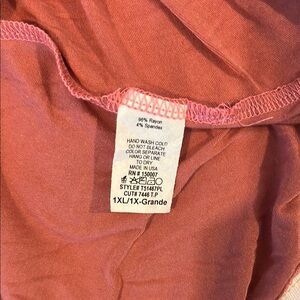 96% Rayon
4% Spandex
HAND WASH COLD
DO NOT BLEACH
COLOR SEPARATE
HANG OR LINE
TO DRY
MADE IN USA
RN # 150007
STYLE# T51467PL
CUT# 7446 T.P
1XL/1X-Grande